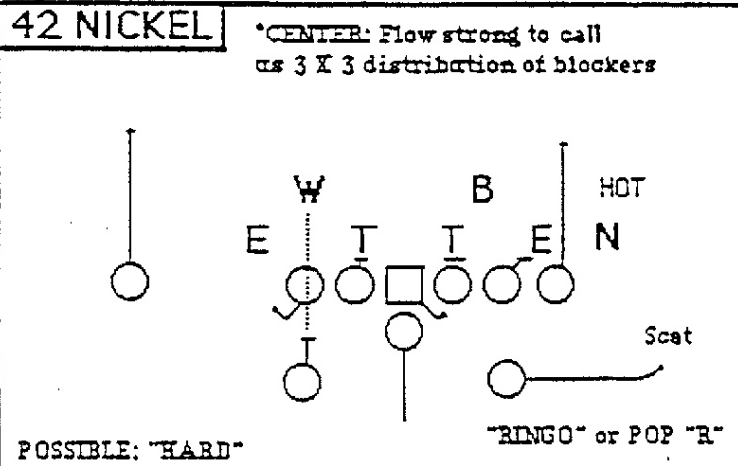 42 NICKEL
*CENTER: Flow strong to call
as 3 X 3 distribution of blockers
W B HOT
E T T E N
T
Scat
"RINGO" or POP "R"
POSSIBLE: "HARD"